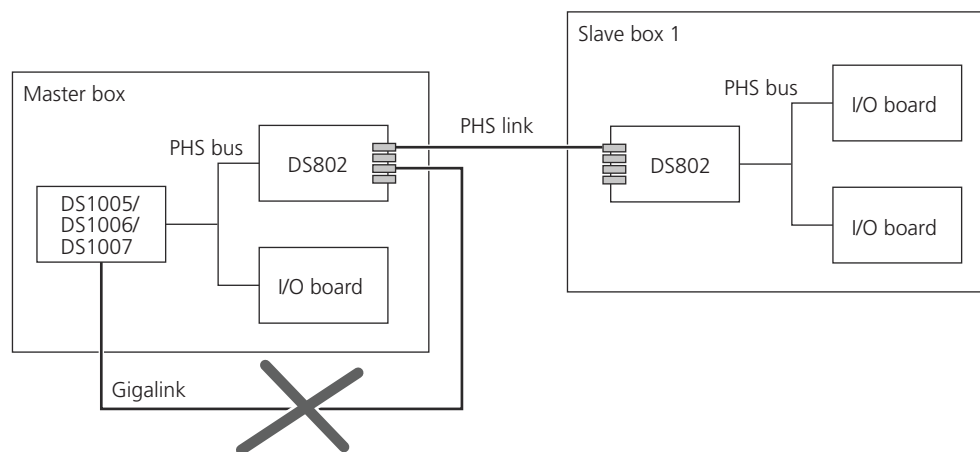 Slave box 1
Master box
PHS bus
I/O board
PHS link
PHS bus
DS802
DS802
DS1005/
DS1006/
DS1007
I/O board
I/O board
Gigalink